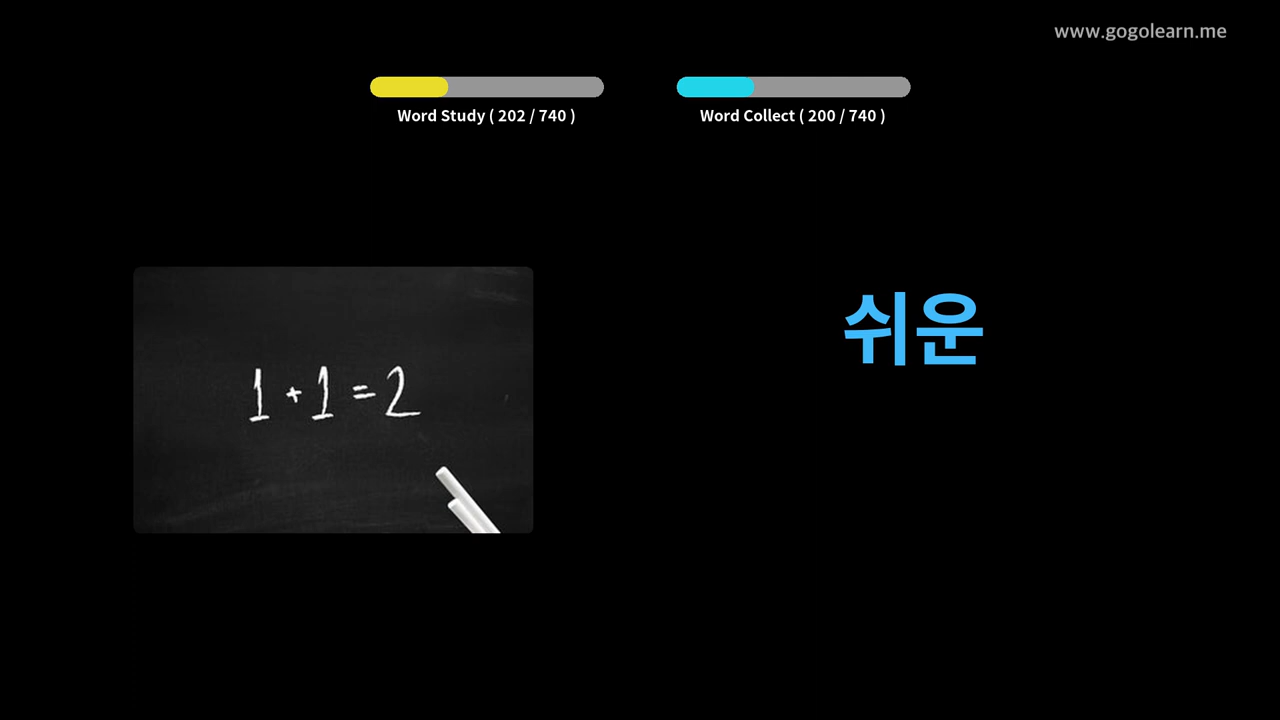 www.gogolearn.me
Word Study ( 202 / 740 )
Word Collect ( 200 / 740 )
1 + 1 = 2
쉬운